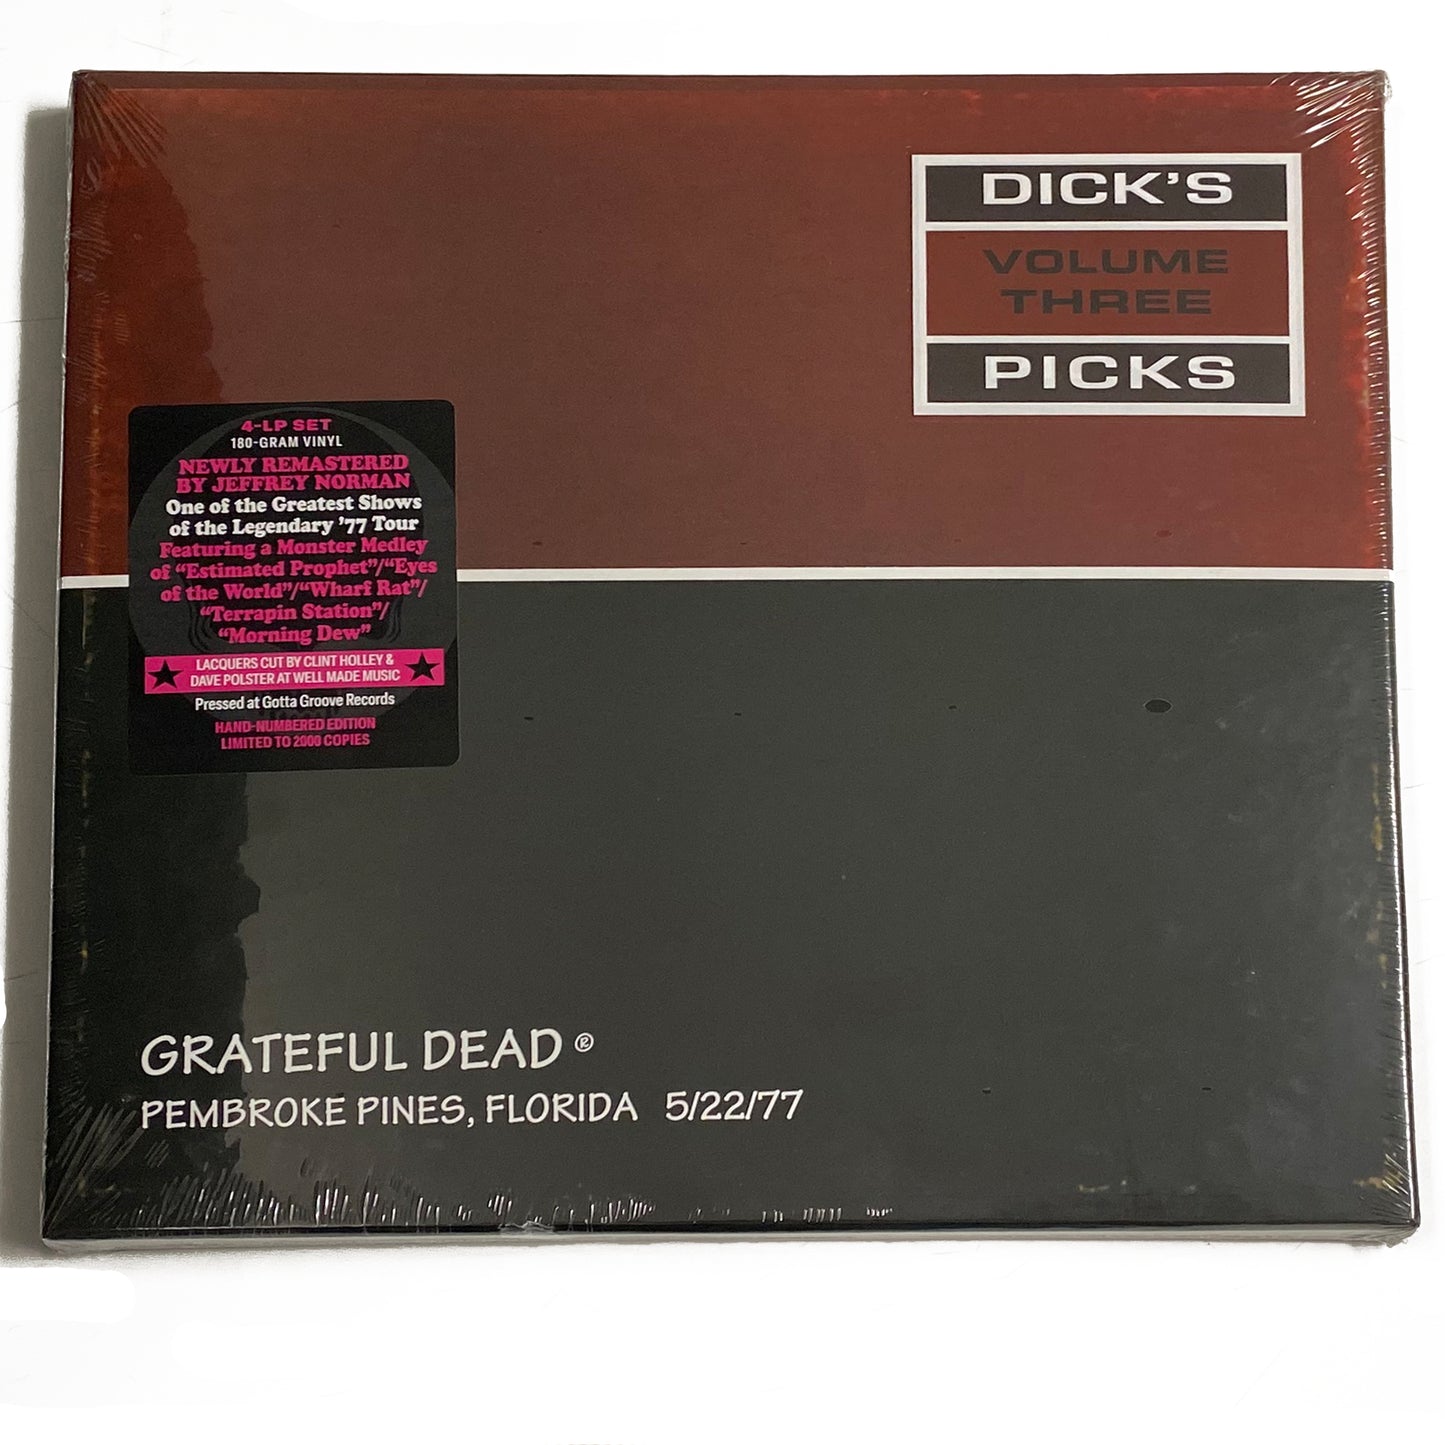 DICK'S
VOLUME
THREE
PICKS
4-LP SET
180-GRAM VINYL
NEWLY REMASTERED
BY JEFFREY NORMAN
One of the Greatest Shows
of the Legendary '77 Tour
Featuring a Monster Medley
of "Estimated Prophet"/"Eyes
of the World"/"Wharf Rat"/
"Terrapin Station"/
"Morning Dew"
LACQUERS CUT BY CLINT HOLLEY &
DAVE POLSTER AT WELL MADE MUSIC
Pressed at Gotta Groove Records
HAND-NUMBERED EDITION
LIMITED TO 2000 COPIES
GRATEFUL DEAD ®
PEMBROKE PINES, FLORIDA 5/22/77